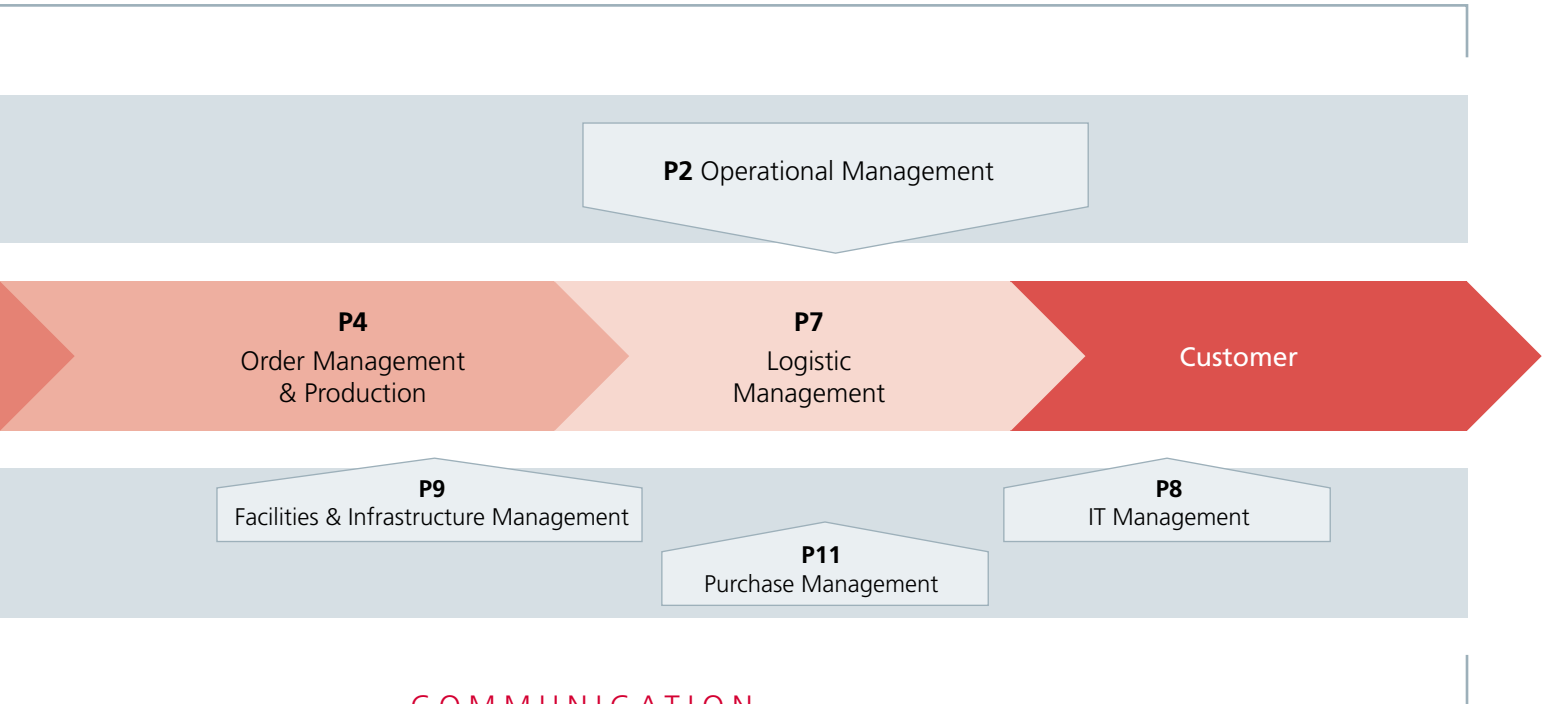 P2 Operational Management
P4
Order Management
& Production
P7
Logistic
Management
Customer
P9
Facilities & Infrastructure Management
P8
IT Management
P11
Purchase Management
COMMUNICATION